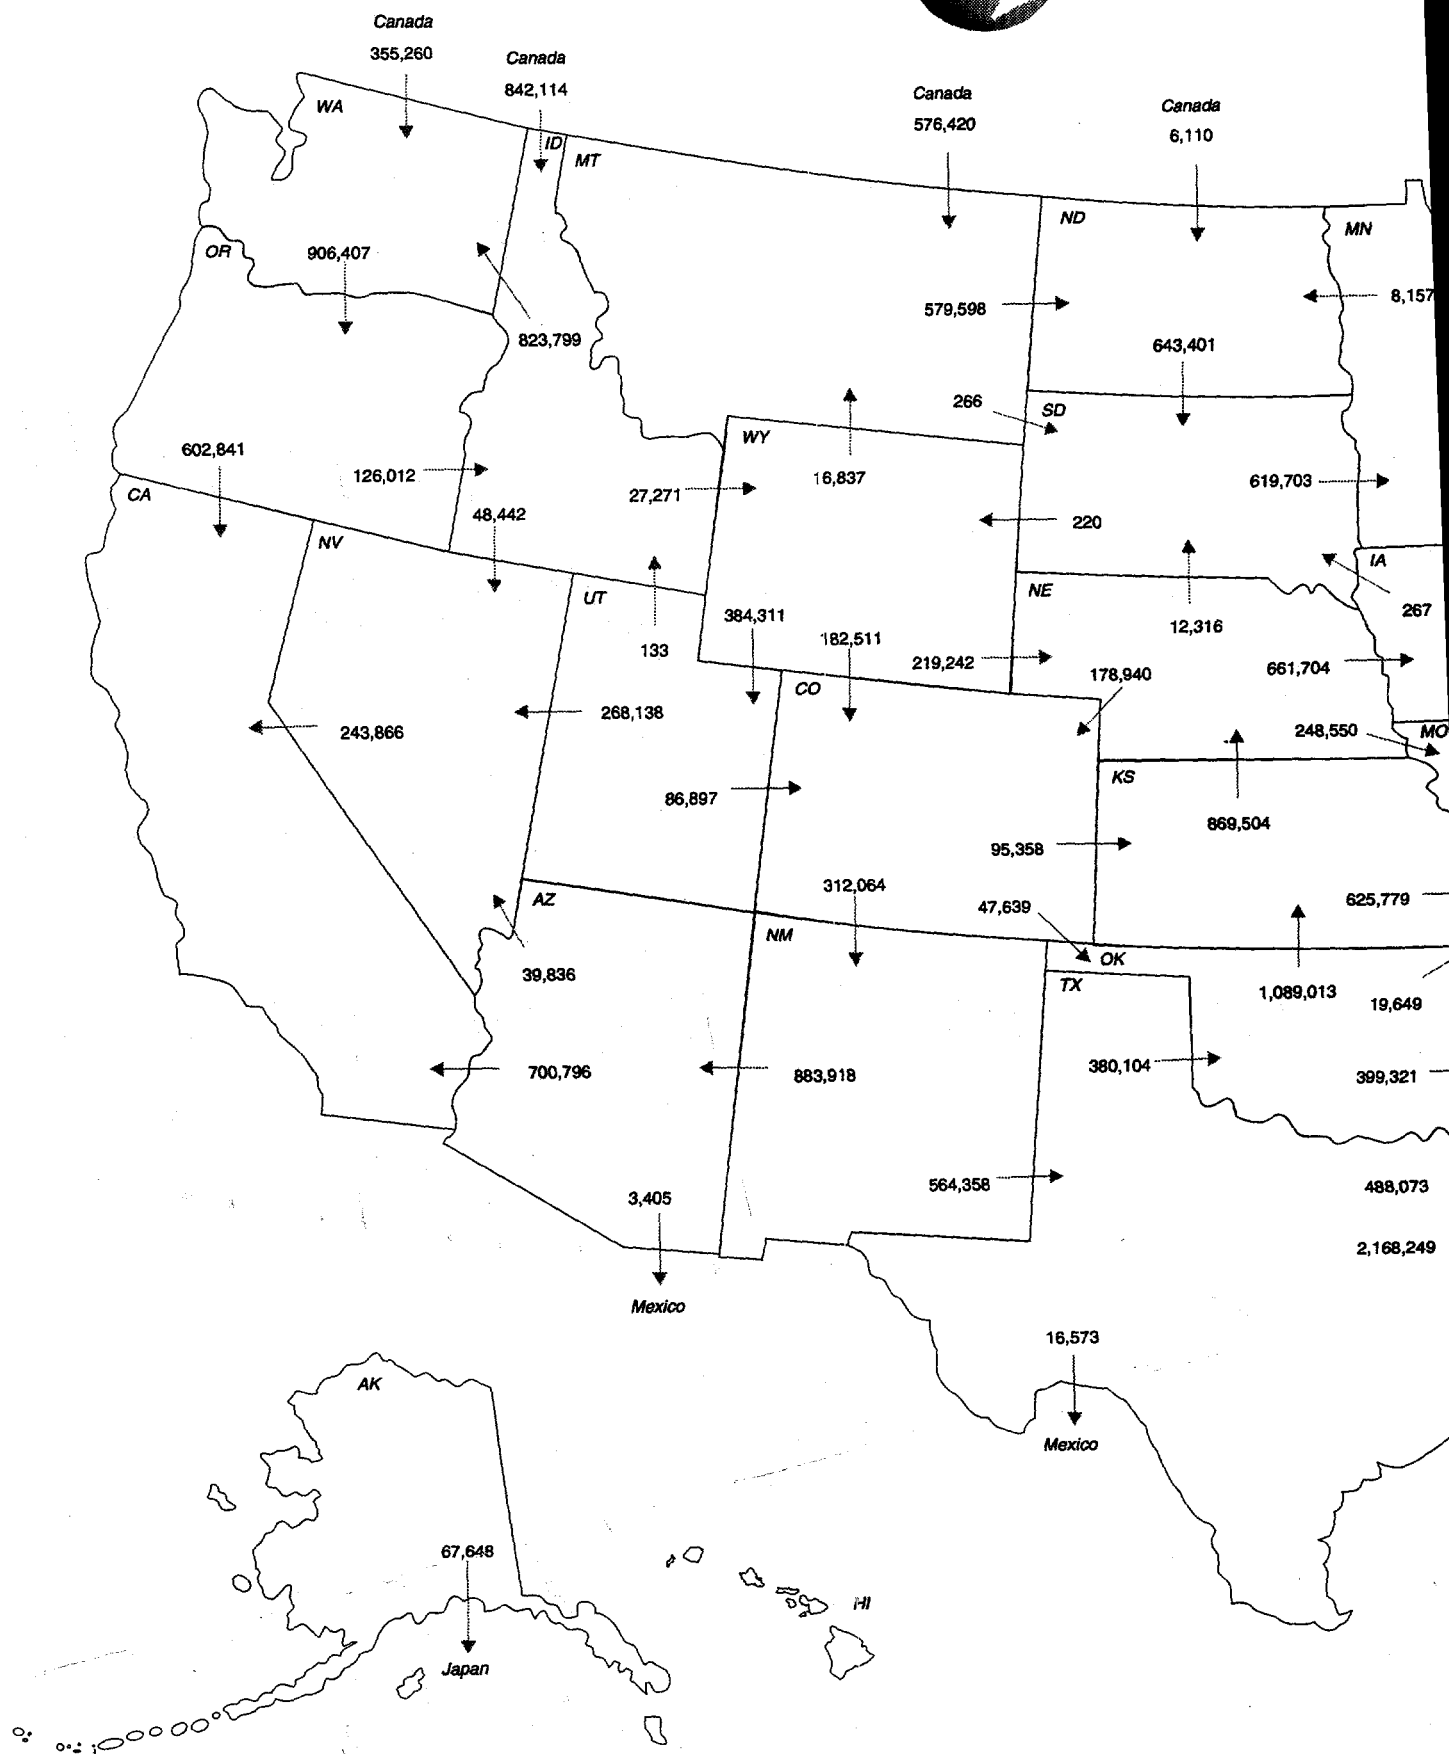 Canada
355,260
Canada
842,114
Canada
576,420
Canada
6,110
WA
ID
MT
ND
MN
OR
906,407
823,799
579,598
8,157
643,401
266
SD
WY
602,841
126,012
27,271
16,837
619,703
CA
48,442
NV
220
IA
UT
NE
384,311
133
182,511
219,242
12,316
267
178,940
661,704
CO
243,866
268,138
248,550
MO
86,897
KS
869,504
95,358
312,064
47,639
625,779
AZ
NM
OK
39,836
TX
1,089,013
19,649
700,796
883,918
380,104
399,321
3,405
564,358
488,073
2,168,249
Mexico
16,573
Mexico
AK
67,648
Japan
HI